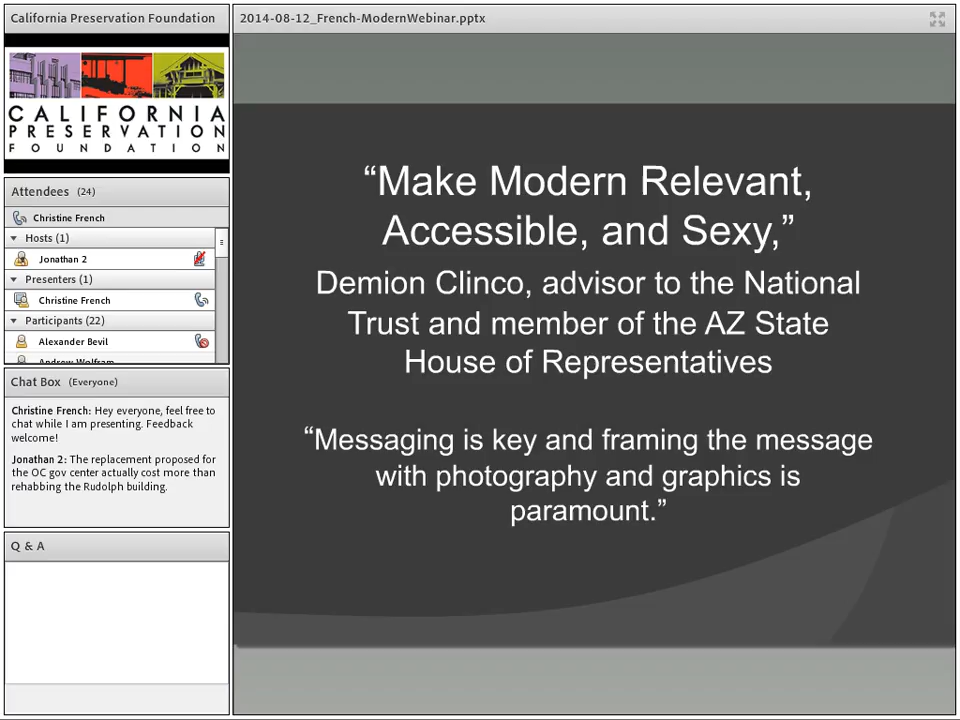 California Preservation Foundation
CALIFORNIA
PRESERVATION
FOUNDATION
Attendees (24)
Christine French
Hosts (1)
Jonathan 2
Presenters (1)
Christine French
Participants (22)
Alexander Bevil
Andrew Wolfram
Chat Box (Everyone)
Christine French: Hey everyone, feel free to
chat while I am presenting. Feedback
welcome!
Jonathan 2: The replacement proposed for
the OC gov center actually cost more than
rehabbing the Rudolph building.
Q & A
2014-08-12_French-ModernWebinar.pptx
“Make Modern Relevant,
Accessible, and Sexy,”
Demion Clinco, advisor to the National
Trust and member of the AZ State
House of Representatives
“Messaging is key and framing the message
with photography and graphics is
paramount.”